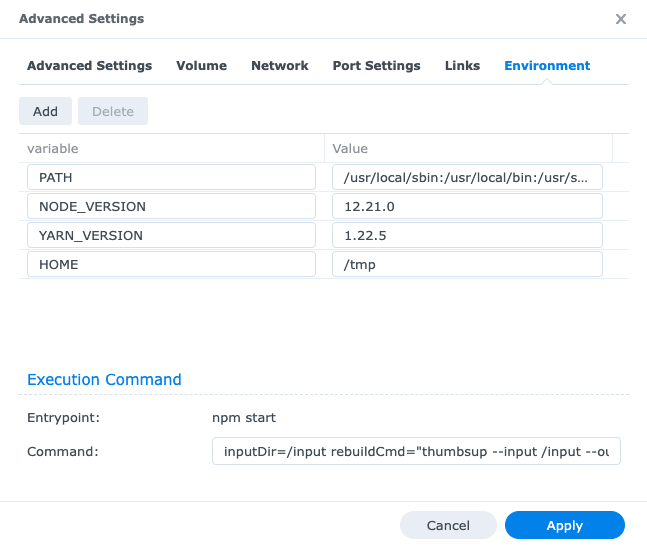 Advanced Settings
Advanced Settings Volume Network Port Settings Links Environment
Add Delete
variable Value
PATH /usr/local/sbin:/usr/local/bin:/usr/s...
NODE_VERSION 12.21.0
YARN_VERSION 1.22.5
HOME /tmp
Execution Command
Entrypoint: npm start
Command: inputDir=/input rebuildCmd="thumbsup --input /input --ou
Cancel Apply